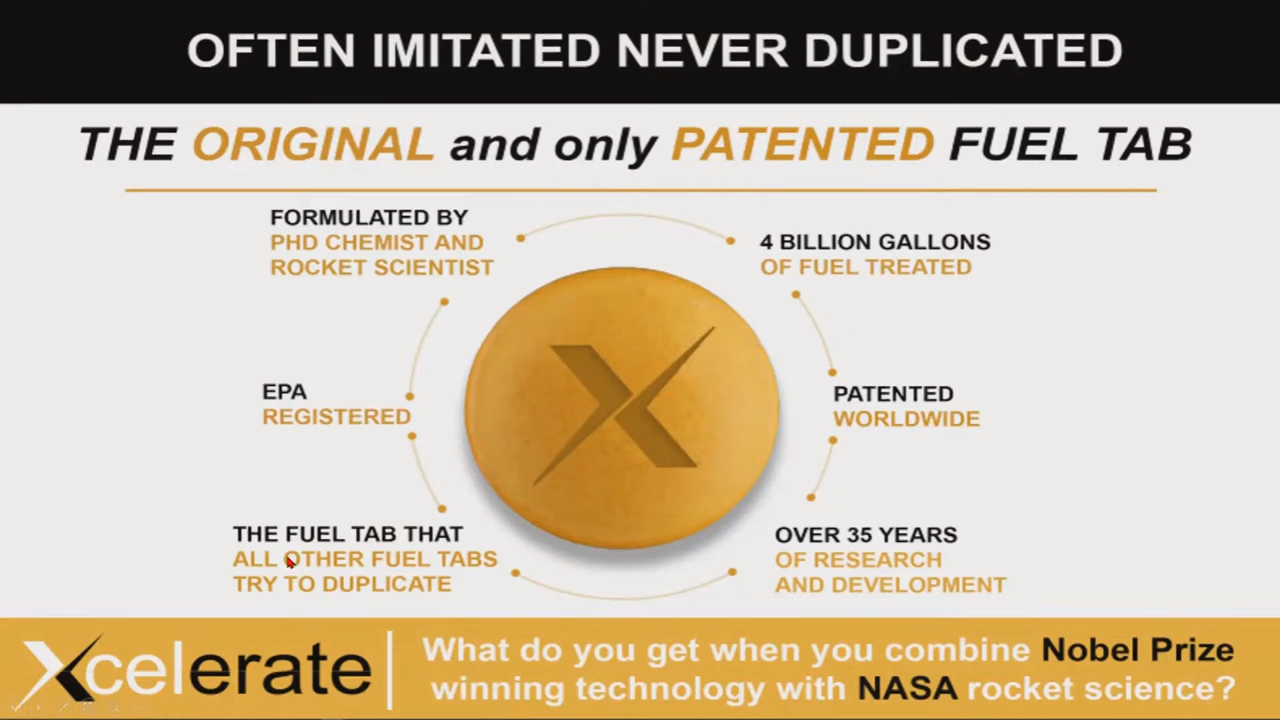 OFTEN IMITATED NEVER DUPLICATED
THE ORIGINAL and only PATENTED FUEL TAB
FORMULATED BY
PHD CHEMIST AND
ROCKET SCIENTIST
4 BILLION GALLONS
OF FUEL TREATED
EPA
REGISTERED
PATENTED
WORLDWIDE
THE FUEL TAB THAT
ALL OTHER FUEL TABS
TRY TO DUPLICATE
OVER 35 YEARS
OF RESEARCH
AND DEVELOPMENT
Xcelerate
What do you get when you combine Nobel Prize
winning technology with NASA rocket science?